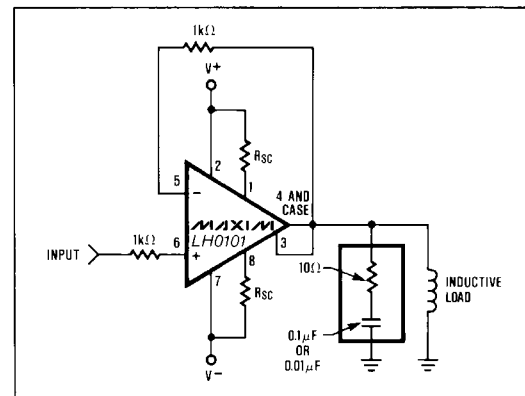 1kΩ
V+
RSC
2
1
5
−
4 AND
CASE
MAXIM
LH0101
3
INPUT
1kΩ
6
+
8
7
RSC
V−
10Ω
0.1µF
OR
0.01µF
INDUCTIVE
LOAD